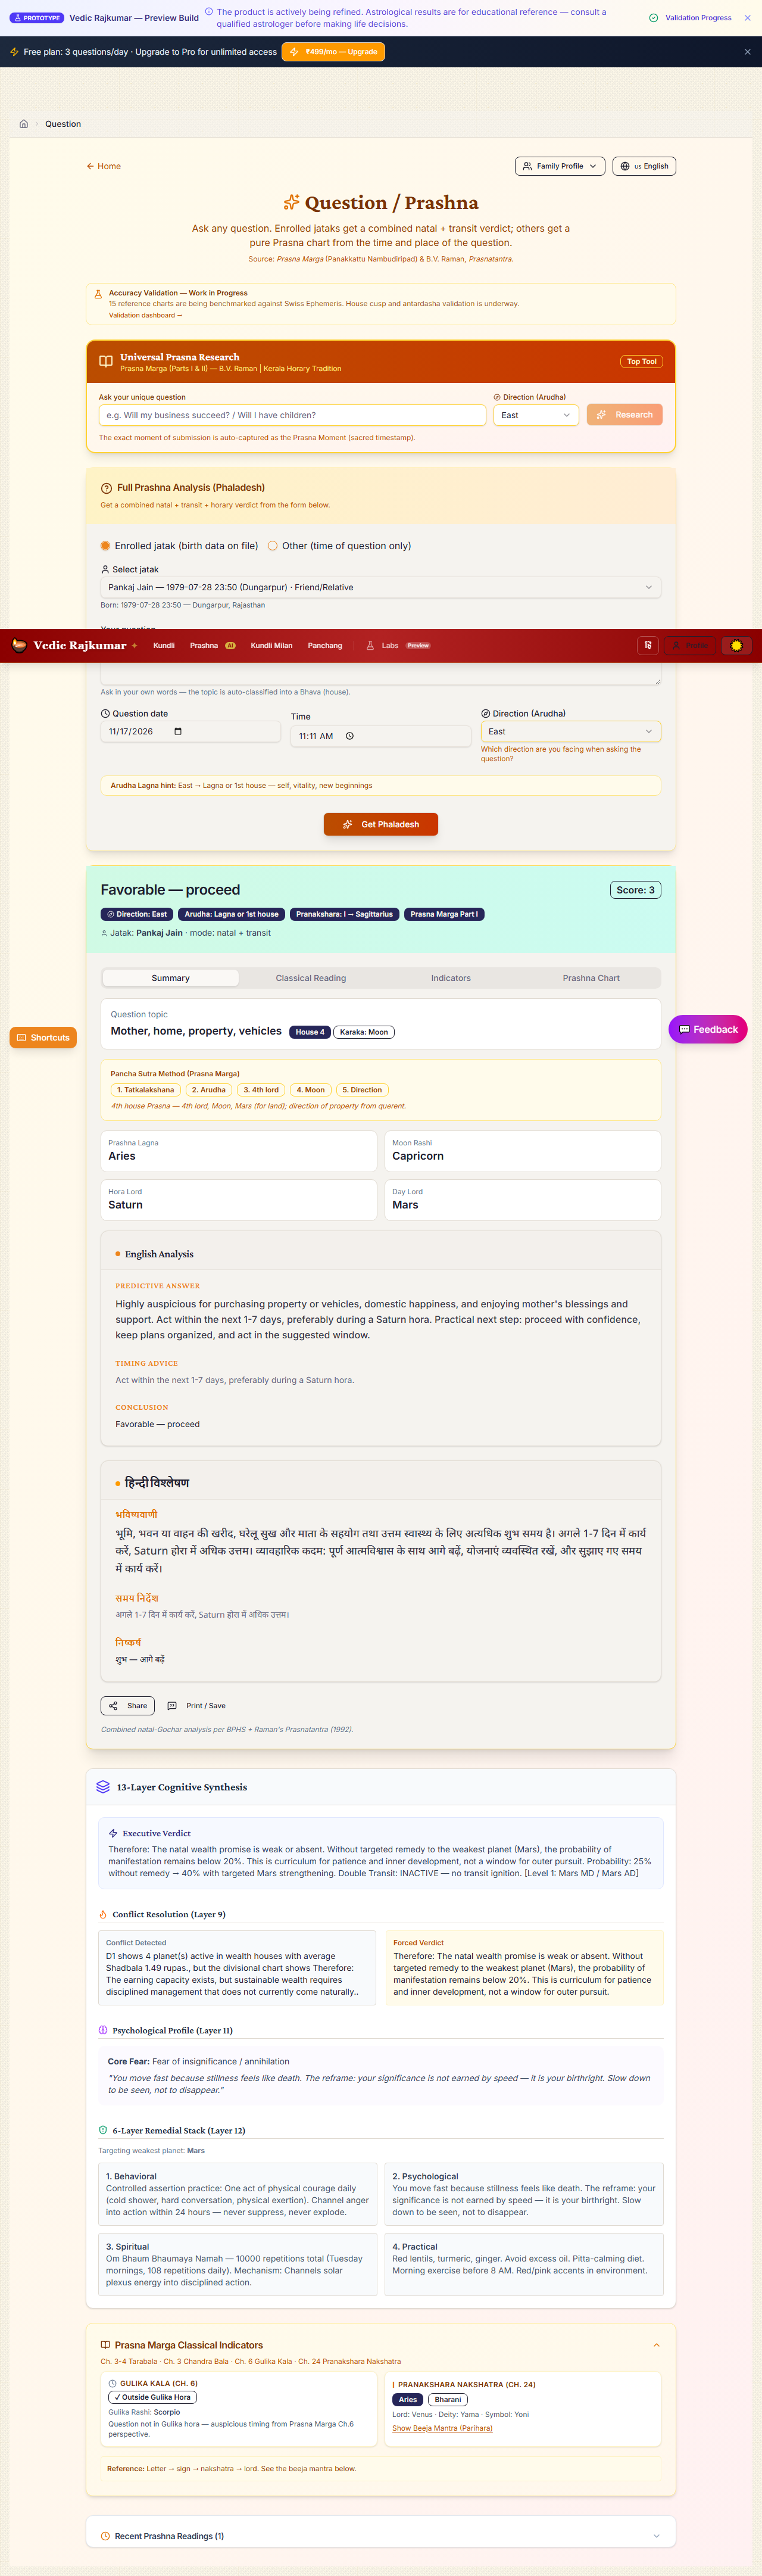 PROTOTYPE Vedic Rajkumar — Preview Build The product is actively being refined. Astrological results are for educational reference — consult a
qualified astrologer before making life decisions. Validation Progress
Free plan: 3 questions/day · Upgrade to Pro for unlimited access ₹499/mo — Upgrade
Question
Home
Family Profile
us English
Question / Prashna
Ask any question. Enrolled jataks get a combined natal + transit verdict; others get a
pure Prasna chart from the time and place of the question.
Source: Prasna Marga (Panakkattu Nambudiripad) & B.V. Raman, Prasnatantra.
Accuracy Validation — Work in Progress
15 reference charts are being benchmarked against Swiss Ephemeris. House cusp and antardasha validation is underway.
Validation dashboard →
Universal Prasna Research
Prasna Marga (Parts I & II) — B.V. Raman | Kerala Horary Tradition
Top Tool
Ask your unique question
Direction (Arudha)
e.g. Will my business succeed? / Will I have children?
East
Research
The exact moment of submission is auto-captured as the Prasna Moment (sacred timestamp).
Full Prashna Analysis (Phaladesh)
Get a combined natal + transit + horary verdict from the form below.
Enrolled jatak (birth data on file) Other (time of question only)
Select jatak
Pankaj Jain — 1979-07-28 23:50 (Dungarpur) · Friend/Relative
Born: 1979-07-28 23:50 — Dungarpur, Rajasthan
Vedic Rajkumar Kundli Prashna AI Kundli Milan Panchang Labs Preview Profile
Ask in your own words — the topic is auto-classified into a Bhava (house).
Question date
Time
Direction (Arudha)
11/17/2026
11:11 AM
East
Which direction are you facing when asking the
question?
Arudha Lagna hint: East → Lagna or 1st house — self, vitality, new beginnings
Get Phaladesh
Favorable — proceed
Score: 3
Direction: East
Arudha: Lagna or 1st house
Pranakshara: I → Sagittarius
Prasna Marga Part I
Jatak: Pankaj Jain · mode: natal + transit
Summary
Classical Reading
Indicators
Prashna Chart
Shortcuts
Feedback
Question topic
Mother, home, property, vehicles House 4 Karaka: Moon
Pancha Sutra Method (Prasna Marga)
1. Tatkalakshana
2. Arudha
3. 4th lord
4. Moon
5. Direction
4th house Prasna — 4th lord, Moon, Mars (for land); direction of property from querent.
Prashna Lagna
Aries
Moon Rashi
Capricorn
Hora Lord
Saturn
Day Lord
Mars
English Analysis
PREDICTIVE ANSWER
Highly auspicious for purchasing property or vehicles, domestic happiness, and enjoying mother's blessings and
support. Act within the next 1-7 days, preferably during a Saturn hora. Practical next step: proceed with confidence,
keep plans organized, and act in the suggested window.
TIMING ADVICE
Act within the next 1-7 days, preferably during a Saturn hora.
CONCLUSION
Favorable — proceed
हिन्दी विश्लेषण
भविष्यवाणी
भूमि, भवन या वाहन की खरीद, घरेलू सुख और माता के सहयोग तथा उत्तम स्वास्थ्य के लिए अत्यधिक शुभ समय है। अगले 1-7 दिन में कार्य
करें, Saturn होरा में अधिक उत्तम। व्यावहारिक कदम: पूर्ण आत्मविश्वास के साथ आगे बढ़ें, योजनाएं व्यवस्थित रखें, और सुझाए गए समय
में कार्य करें।
समय निर्देश
अगले 1-7 दिन में कार्य करें, Saturn होरा में अधिक उत्तम।
निष्कर्ष
शुभ — आगे बढ़ें
Share
Print / Save
Combined natal-Gochar analysis per BPHS + Raman's Prasnatantra (1992).
13-Layer Cognitive Synthesis
Executive Verdict
Therefore: The natal wealth promise is weak or absent. Without targeted remedy to the weakest planet (Mars), the probability of
manifestation remains below 20%. This is curriculum for patience and inner development, not a window for outer pursuit. Probability: 25%
without remedy → 40% with targeted Mars strengthening. Double Transit: INACTIVE — no transit ignition. [Level 1: Mars MD / Mars AD]
Conflict Resolution (Layer 9)
Conflict Detected
D1 shows 4 planet(s) active in wealth houses with average
Shadbala 1.49 rupas., but the divisional chart shows Therefore:
The earning capacity exists, but sustainable wealth requires
disciplined management that does not currently come naturally..
Forced Verdict
Therefore: The natal wealth promise is weak or absent. Without
targeted remedy to the weakest planet (Mars), the probability of
manifestation remains below 20%. This is curriculum for patience
and inner development, not a window for outer pursuit.
Psychological Profile (Layer 11)
Core Fear: Fear of insignificance / annihilation
"You move fast because stillness feels like death. The reframe: your significance is not earned by speed — it is your birthright. Slow down
to be seen, not to disappear."
6-Layer Remedial Stack (Layer 12)
Targeting weakest planet: Mars
1. Behavioral
Controlled assertion practice: One act of physical courage daily
(cold shower, hard conversation, physical exertion). Channel anger
into action within 24 hours — never suppress, never explode.
2. Psychological
You move fast because stillness feels like death. The reframe: your
significance is not earned by speed — it is your birthright. Slow
down to be seen, not to disappear.
3. Spiritual
Om Bhaum Bhaumaya Namah — 10000 repetitions total (Tuesday
mornings, 108 repetitions daily). Mechanism: Channels solar
plexus energy into disciplined action.
4. Practical
Red lentils, turmeric, ginger. Avoid excess oil. Pitta-calming diet.
Morning exercise before 8 AM. Red/pink accents in environment.
Prasna Marga Classical Indicators
Ch. 3-4 Tarabala · Ch. 3 Chandra Bala · Ch. 6 Gulika Kala · Ch. 24 Pranakshara Nakshatra
GULIKA KALA (CH. 6)
✓ Outside Gulika Hora
Gulika Rashi: Scorpio
Question not in Gulika hora — auspicious timing from Prasna Marga Ch.6
perspective.
I PRANAKSHARA NAKSHATRA (CH. 24)
Aries
Bharani
Lord: Venus · Deity: Yama · Symbol: Yoni
Show Beeja Mantra (Parihara)
Reference: Letter → sign → nakshatra → lord. See the beeja mantra below.
Recent Prashna Readings (1)